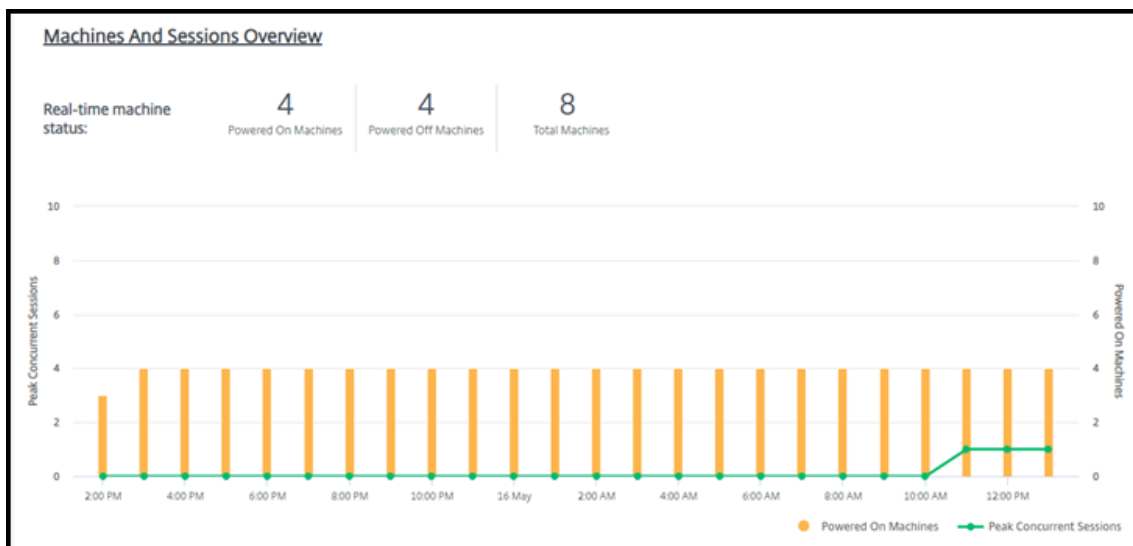 Machines And Sessions Overview
Real-time machine
status:
4
Powered On Machines
4
Powered Off Machines
8
Total Machines
10
8
6
4
2
0
Peak Concurrent Sessions
10
8
6
4
2
0
Powered On Machines
2:00 PM
4:00 PM
6:00 PM
8:00 PM
10:00 PM
16 May
2:00 AM
4:00 AM
6:00 AM
8:00 AM
10:00 AM
12:00 PM
Powered On Machines
Peak Concurrent Sessions